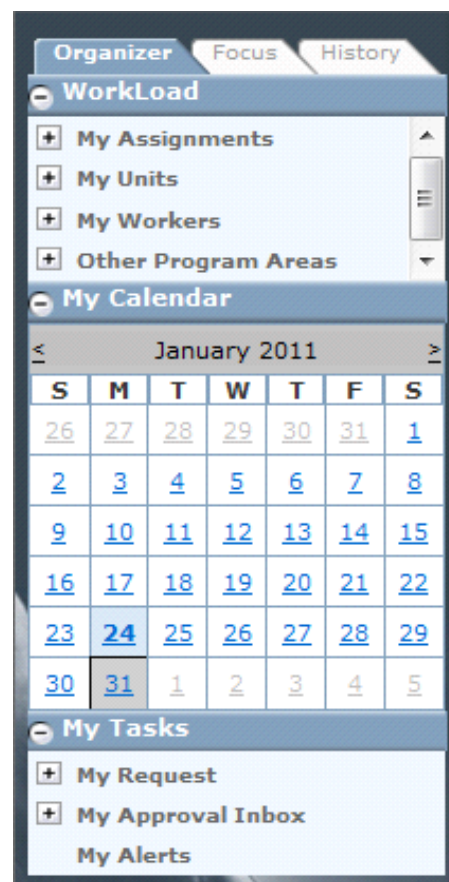 Organizer Focus History
WorkLoad
My Assignments
My Units
My Workers
Other Program Areas
My Calendar
< January 2011 >
S M T W T F S
26 27 28 29 30 31 1
2 3 4 5 6 7 8
9 10 11 12 13 14 15
16 17 18 19 20 21 22
23 24 25 26 27 28 29
30 31 1 2 3 4 5
My Tasks
My Request
My Approval Inbox
My Alerts